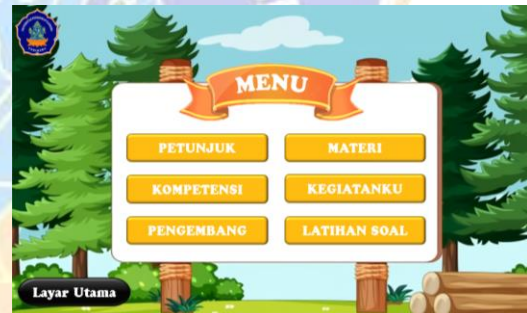 MENU
PETUNJUK
MATERI
KOMPETENSI
KEGIATANKU
PENGEMBANG
LATIHAN SOAL
Layar Utama